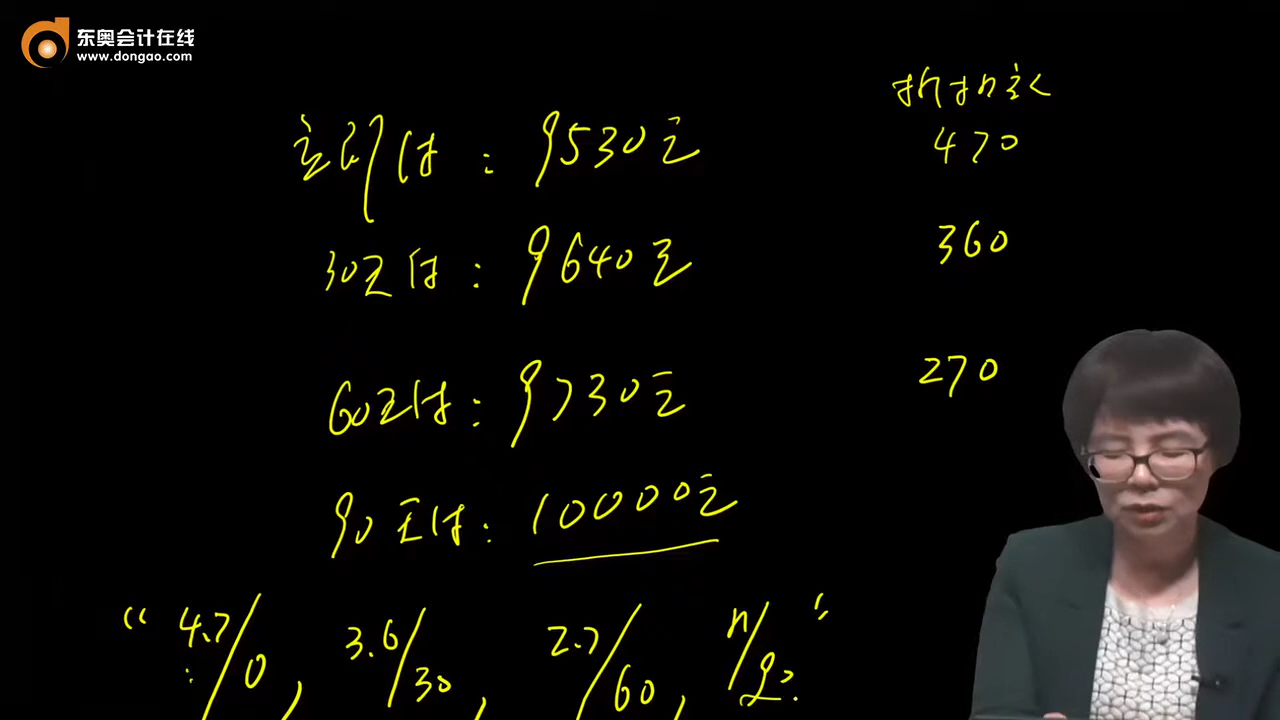 东奥会计在线
www.dongao.com
折扣额
立即付：9530元 470
30天付：9640元 360
60天付：9730元 270
90天付：10000元
“4.7/0，3.6/30，2.7/60，n/90”